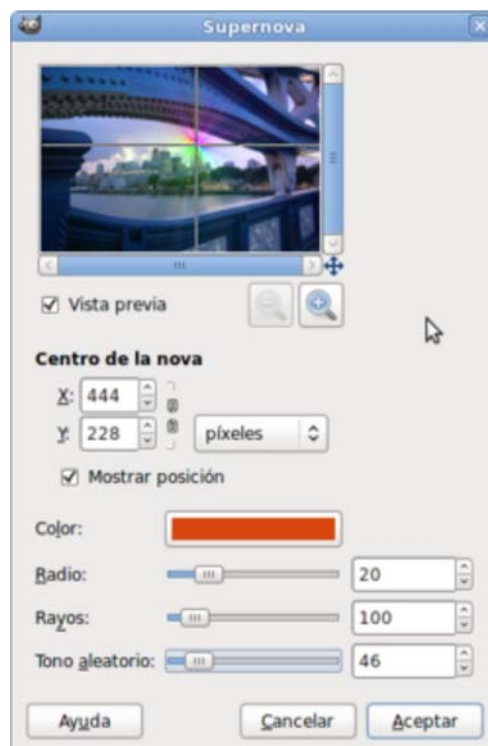 Supernova
Vista previa
Centro de la nova
X: 444
Y: 228 píxeles
Mostrar posición
Color:
Radio: 20
Rayos: 100
Tono aleatorio: 46
Ayuda Cancelar Aceptar